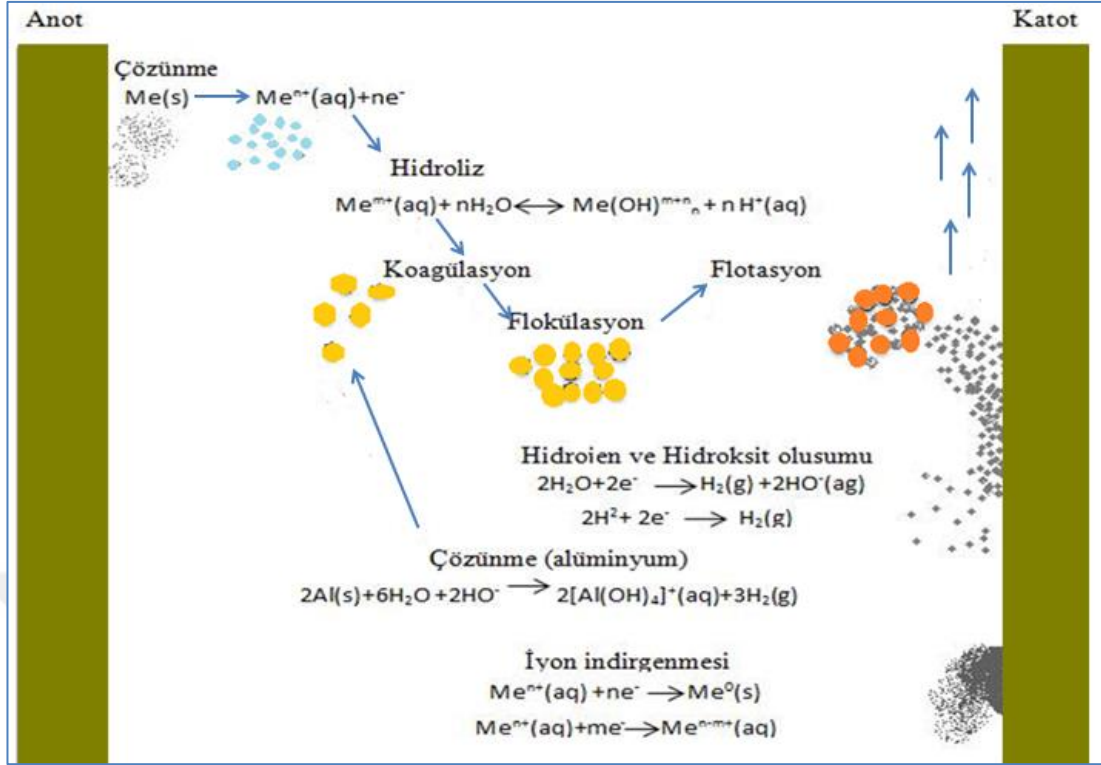 Anot
Katot
Çözünme
Me(s) → Meⁿ⁺(aq)+ne⁻
Hidroliz
Meᵐ⁺(aq)+ nH₂O ↔ Me(OH)ᵐ⁺ⁿₙ + n H⁺(aq)
Koagülasyon
Flotasyon
Flokülasyon
Hidroien ve Hidroksit olusumu
2H₂O+2e⁻ → H₂(g) +2HO⁻(ag)
2H²+ 2e⁻ → H₂(g)
Çözünme (alüminyum)
2Al(s)+6H₂O +2HO⁻ → 2[Al(OH)₄]⁺(aq)+3H₂(g)
İyon indirgenmesi
Meⁿ⁺(aq) +ne⁻ → Me⁰(s)
Meⁿ⁺(aq)+me⁻ → Meⁿ⁻ᵐ⁺(aq)